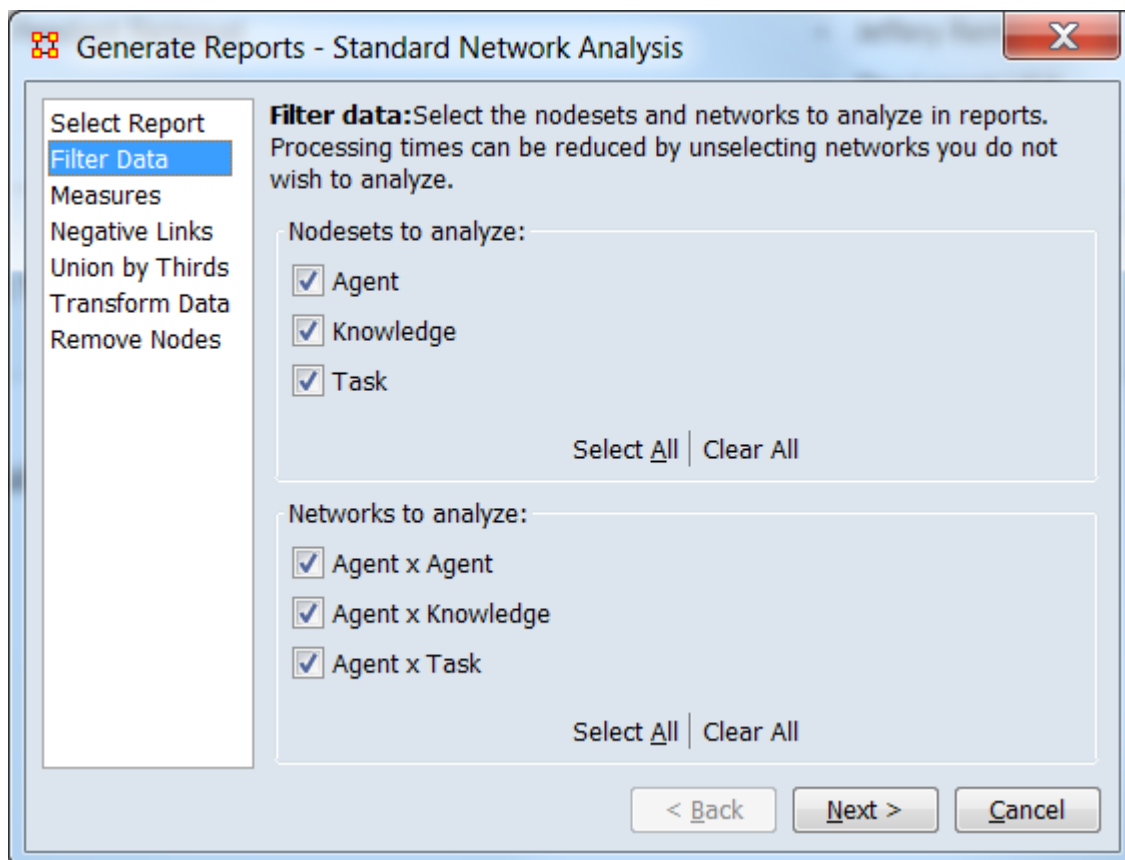 Generate Reports - Standard Network Analysis
Select Report
Filter Data
Measures
Negative Links
Union by Thirds
Transform Data
Remove Nodes
Filter data:Select the nodesets and networks to analyze in reports.
Processing times can be reduced by unselecting networks you do not
wish to analyze.
Nodesets to analyze:
Agent
Knowledge
Task
Select All | Clear All
Networks to analyze:
Agent x Agent
Agent x Knowledge
Agent x Task
Select All | Clear All
< Back Next > Cancel